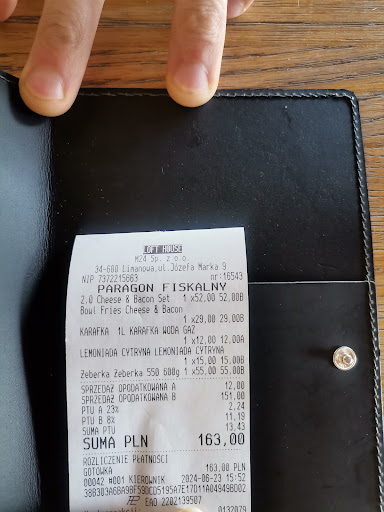 LOFT HOUSE
M24 Sp. z o.o.
34-600 Limanowa,ul.Józefa Marka 9
NIP 7372215663 nr:16543
PARAGON FISKALNY
2.0 Cheese & Bacon Set 1 x52,00 52,00B
Bowl Fries Cheese & Bacon
1 x29,00 29,00B
KARAFKA 1L KARAFKA WODA GAZ
1 x12,00 12,00A
LEMONIADA CYTRYNA LEMONIADA CYTRYNA
1 x15,00 15,00B
Żeberka Żeberka 550 600g 1 x55,00 55,00B
SPRZEDAŻ OPODATKOWANA A 12,00
SPRZEDAŻ OPODATKOWANA B 151,00
PTU A 23% 2,24
PTU B 8% 11,19
SUMA PTU 13,43
SUMA PLN 163,00
ROZLICZENIE PŁATNOŚCI
GOTÓWKA 163,00 PLN
00042 #001 KIEROWNIK 2024-06-23 15:52
EAO 2202139507
0132079